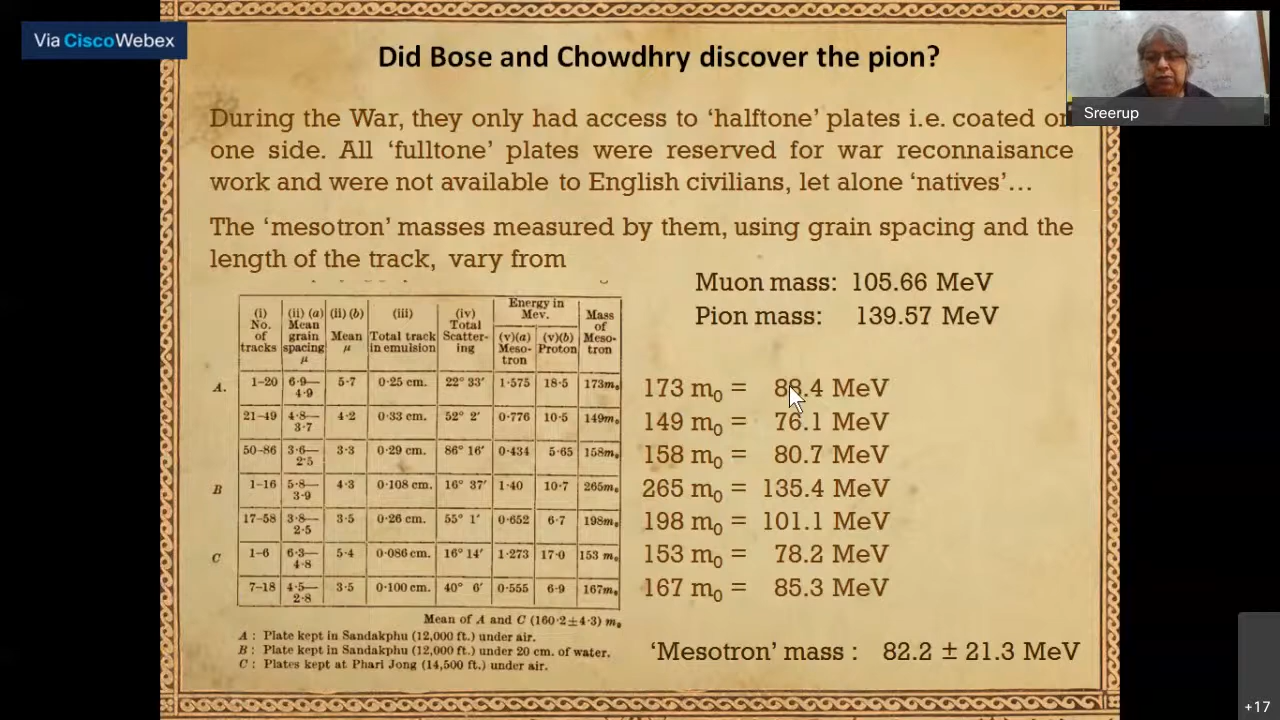 Via Cisco Webex
Did Bose and Chowdhry discover the pion?
Sreerup
During the War, they only had access to ‘halftone’ plates i.e. coated on
one side. All ‘fulltone’ plates were reserved for war reconnaisance
work and were not available to English civilians, let alone ‘natives’…
The ‘mesotron’ masses measured by them, using grain spacing and the
length of the track, vary from
Muon mass: 105.66 MeV
Pion mass: 139.57 MeV
(i) No. of tracks (ii) (a) Mean grain spacing μ (ii) (b) Mean μ (iii) Total track in emulsion (iv) Total Scatter-ing Energy in Mev. (v)(a) Meso-tron (v)(b) Proton Mass of Meso-tron
A. 1–20 6·9—4·9 5·7 0·25 cm. 22° 33′ 1·575 18·5 173m₀
21–49 4·8—3·7 4·2 0·33 cm. 52° 2′ 0·776 10·5 149m₀
50–86 3·6—2·5 3·3 0·29 cm. 86° 16′ 0·434 5·65 158m₀
B 1–16 5·8—3·9 4·3 0·108 cm. 16° 37′ 1·40 10·7 265m₀
17–58 3·8—2·5 3·5 0·26 cm. 55° 1′ 0·652 6·7 198m₀
C 1–6 6·3—4·8 5·4 0·086 cm. 16° 14′ 1·273 17·0 153 m₀
7–18 4·5—2·8 3·5 0·100 cm. 40° 6′ 0·555 6·9 167m₀
Mean of A and C (160·2±4·3) m₀
A : Plate kept in Sandakphu (12,000 ft.) under air.
B : Plate kept in Sandakphu (12,000 ft.) under 20 cm. of water.
C : Plates kept at Phari Jong (14,500 ft.) under air.
173 m₀ = 88.4 MeV
149 m₀ = 76.1 MeV
158 m₀ = 80.7 MeV
265 m₀ = 135.4 MeV
198 m₀ = 101.1 MeV
153 m₀ = 78.2 MeV
167 m₀ = 85.3 MeV
‘Mesotron’ mass : 82.2 ± 21.3 MeV
+17